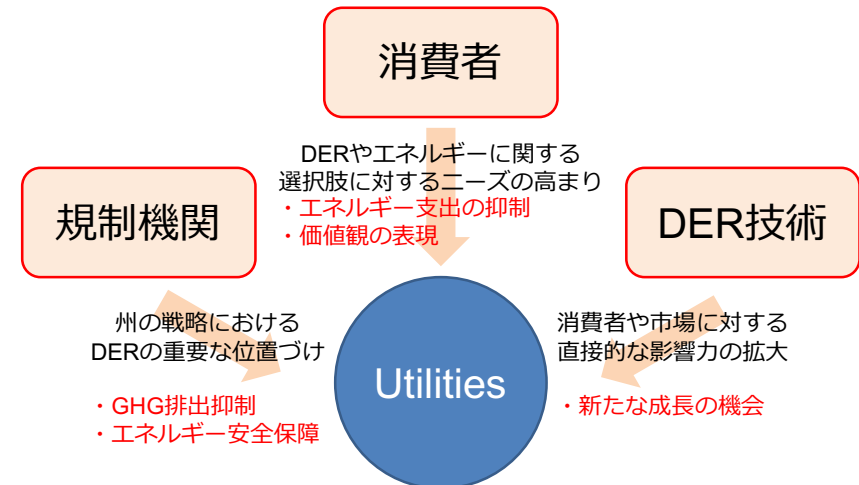 消費者
DERやエネルギーに関する
選択肢に対するニーズの高まり
・エネルギー支出の抑制
・価値観の表現
規制機関
州の戦略における
DERの重要な位置づけ
・GHG排出抑制
・エネルギー安全保障
DER技術
消費者や市場に対する
直接的な影響力の拡大
・新たな成長の機会
Utilities